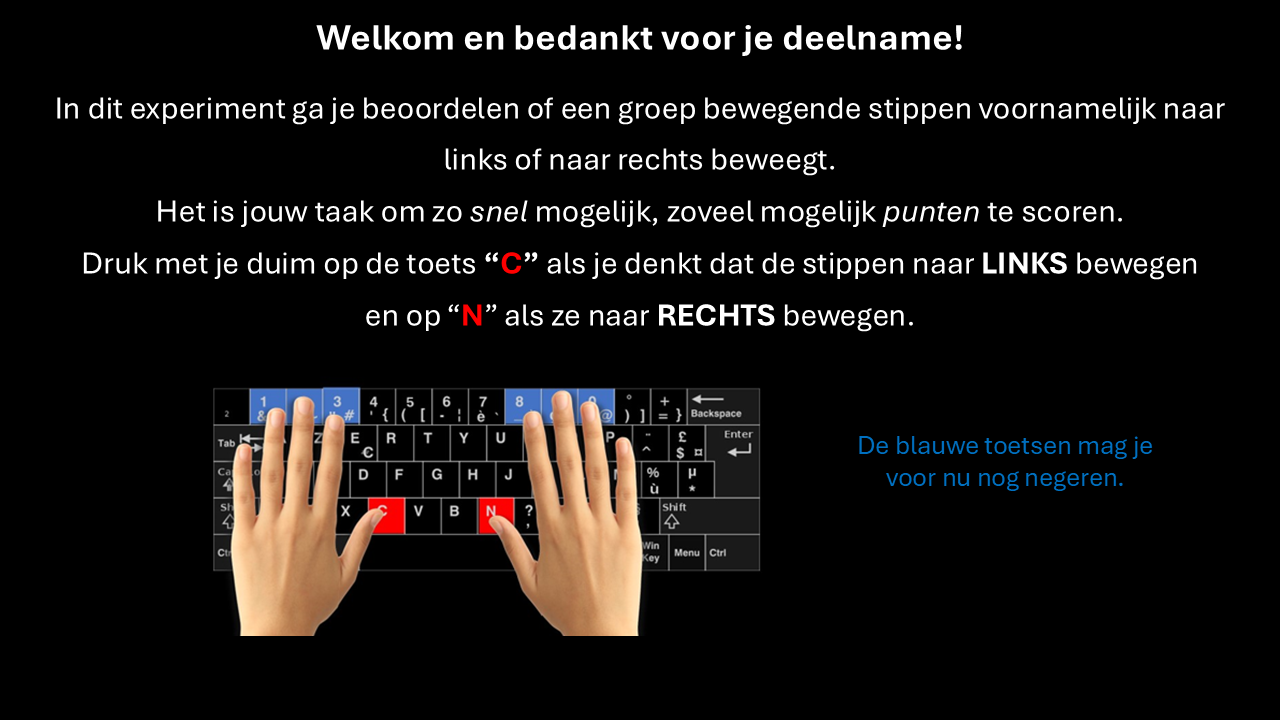 Welkom en bedankt voor je deelname!
In dit experiment ga je beoordelen of een groep bewegende stippen voornamelijk naar
links of naar rechts beweegt.
Het is jouw taak om zo snel mogelijk, zoveel mogelijk punten te scoren.
Druk met je duim op de toets “C” als je denkt dat de stippen naar LINKS bewegen
en op “N” als ze naar RECHTS bewegen.
1 3 4 5 6 7 8 ° + Backspace
2 & # ' { ( [ - ¦ è ` ) ] = }
Tab Z E R T Y U P ¨ £ Enter
€ ^ $ ¤
D F G H J % µ
ù *
X C V B N ? Shift
,
Win Key Menu Ctrl
De blauwe toetsen mag je
voor nu nog negeren.